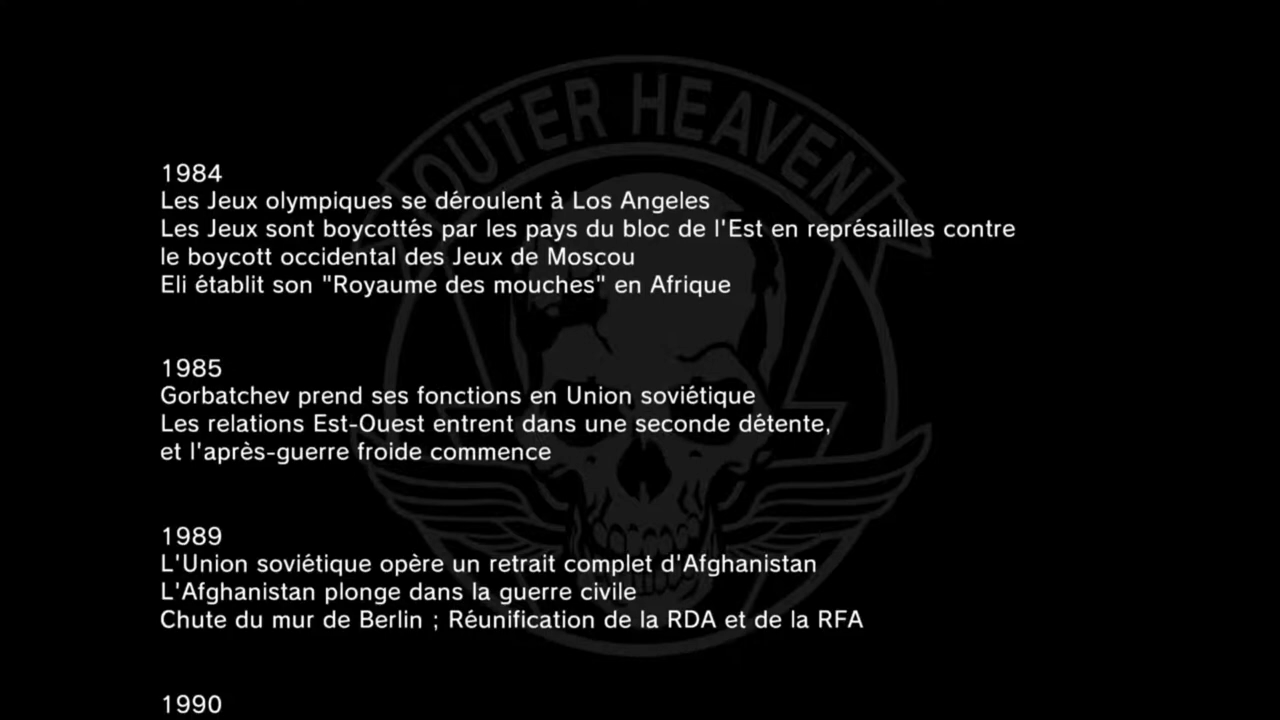 OUTER HEAVEN
1984
Les Jeux olympiques se déroulent à Los Angeles
Les Jeux sont boycottés par les pays du bloc de l'Est en représailles contre
le boycott occidental des Jeux de Moscou
Eli établit son "Royaume des mouches" en Afrique
1985
Gorbatchev prend ses fonctions en Union soviétique
Les relations Est-Ouest entrent dans une seconde détente,
et l'après-guerre froide commence
1989
L'Union soviétique opère un retrait complet d'Afghanistan
L'Afghanistan plonge dans la guerre civile
Chute du mur de Berlin ; Réunification de la RDA et de la RFA
1990